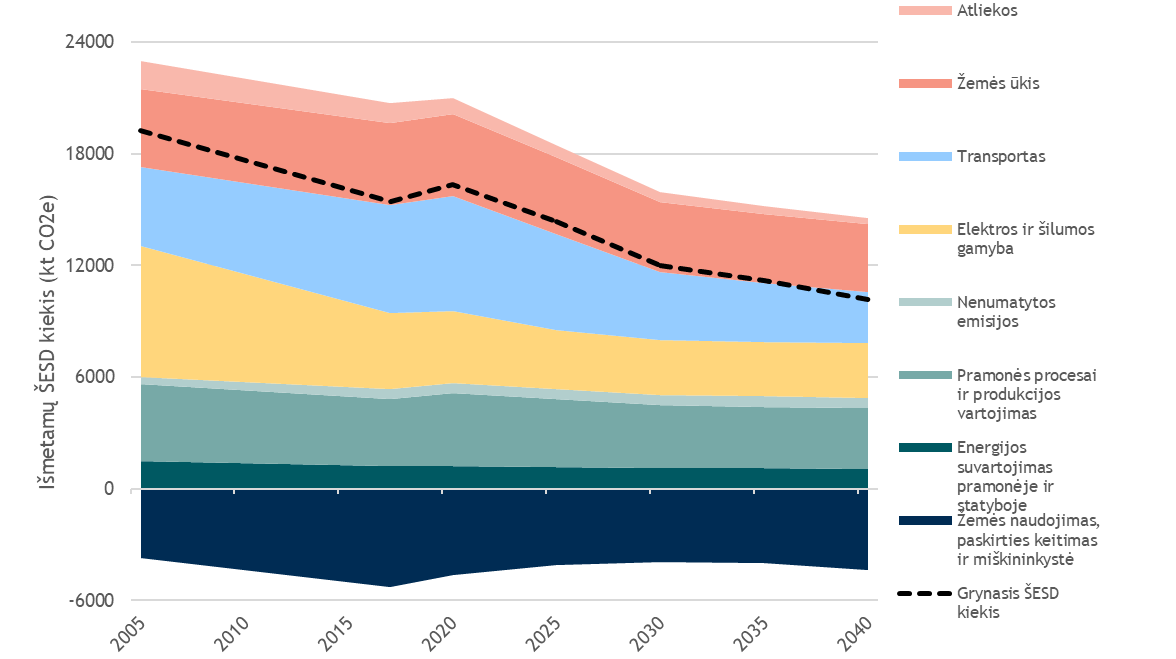 Išmetamų ŠESD kiekis (kt CO2e)
24000
18000
12000
6000
0
-6000
2005
2010
2015
2020
2025
2030
2035
2040
Atliekos
Žemės ūkis
Transportas
Elektros ir šilumos
gamyba
Nenumatytos
emisijos
Pramonės procesai
ir produkcijos
vartojimas
Energijos
suvartojimas
pramonėje ir
statyboje
Žemės naudojimas,
paskirties keitimas
ir miškininkystė
Grynasis ŠESD
kiekis